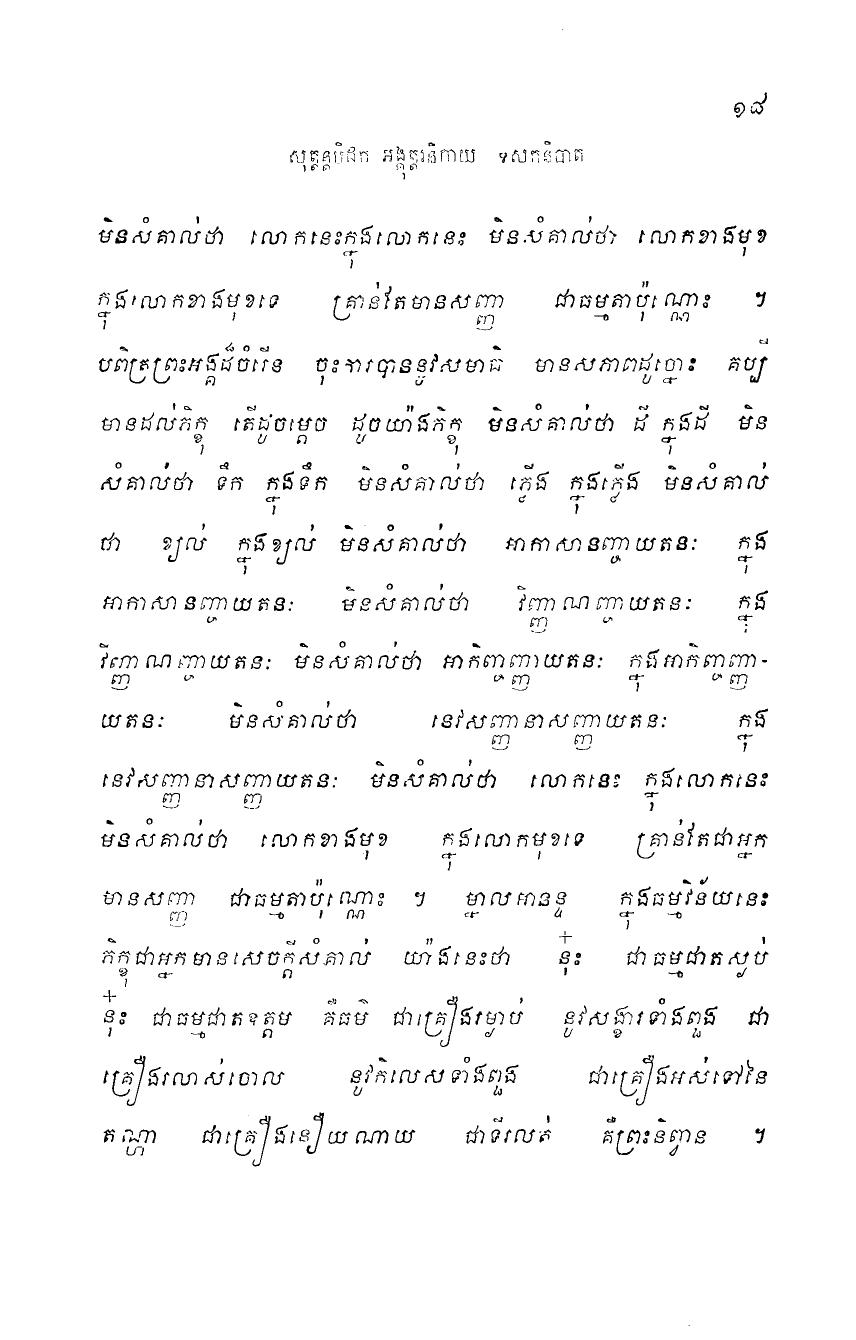 ១៨
សុត្តន្តបិដក អង្គុត្តរនិកាយ ទសកនិបាត
មិនសំគាល់ថា លោកនេះក្នុងលោកនេះ មិនសំគាល់ថា លោកខាងមុខ
ក្នុងលោកខាងមុខទេ គ្រាន់តែមានសញ្ញា ជាធម្មតាប៉ុណ្ណោះ ។
បពិត្រព្រះអង្គដ៏ចំរើន ចុះការបាននូវសមាធិ មានសភាពដូច្នោះ គប្បី
មានដល់ភិក្ខុ តើដូចម្តេច ដូចយ៉ាងភិក្ខុ មិនសំគាល់ថា ដី ក្នុងដី មិន
សំគាល់ថា ទឹក ក្នុងទឹក មិនសំគាល់ថា ភ្លើង ក្នុងភ្លើង មិនសំគាល់
ថា ខ្យល់ ក្នុងខ្យល់ មិនសំគាល់ថា អាកាសានញ្ចាយតនៈ ក្នុង
អាកាសានញ្ចាយតនៈ មិនសំគាល់ថា វិញ្ញាណញ្ចាយតនៈ ក្នុង
វិញ្ញាណញ្ចាយតនៈ មិនសំគាល់ថា អាកិញ្ចញ្ញាយតនៈ ក្នុងអាកិញ្ចញ្ញា-
យតនៈ មិនសំគាល់ថា នេវសញ្ញានាសញ្ញាយតនៈ ក្នុង
នេវសញ្ញានាសញ្ញាយតនៈ មិនសំគាល់ថា លោកនេះ ក្នុងលោកនេះ
មិនសំគាល់ថា លោកខាងមុខ ក្នុងលោកមុខទេ គ្រាន់តែជាអ្នក
មានសញ្ញា ជាធម្មតាប៉ុណ្ណោះ ។ ម្នាលអានន្ទ ក្នុងធម្មវិន័យនេះ
ភិក្ខុជាអ្នកមានសេចក្តីសំគាល់ យ៉ាងនេះថា នុ៎ះ ជាធម្មជាតស្ងប់
នុ៎ះ ជាធម្មជាតឧត្តម គឺធម៌ ជាគ្រឿងរម្ងាប់ នូវសង្ខារទាំងពួង ជា
គ្រឿងរលាស់ចោល នូវកិលេសទាំងពួង ជាគ្រឿងអស់ទៅនៃ
តណ្ហា ជាគ្រឿងនឿយណាយ ជាទីរលត់ គឺព្រះនិព្វាន ។